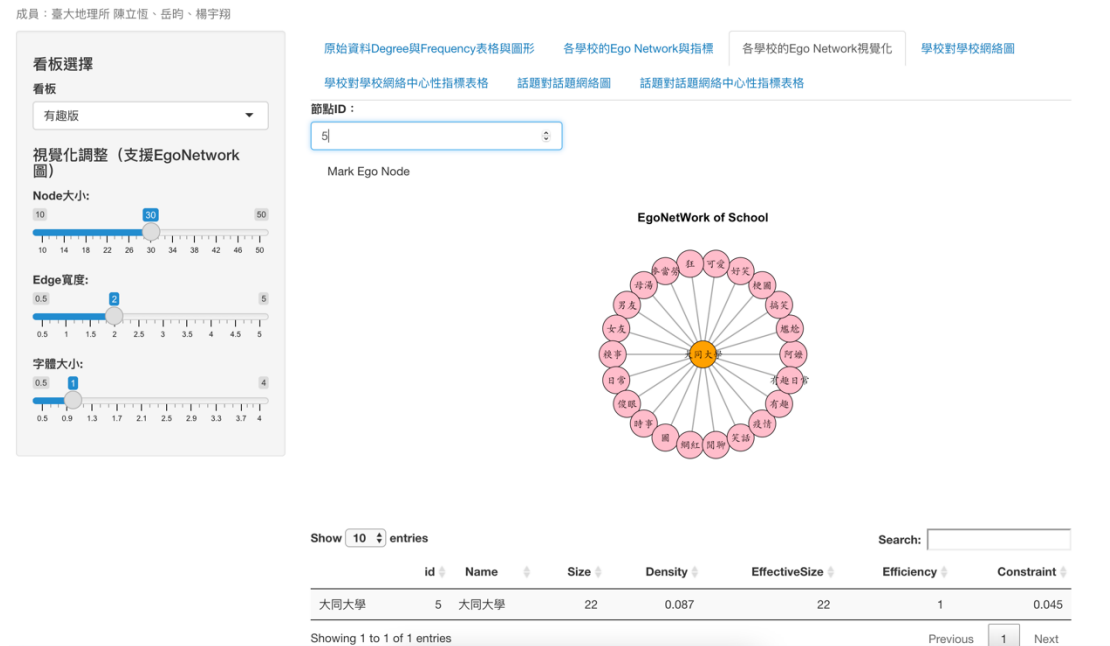 成員：臺大地理所 陳立恆、岳昀、楊宇翔
看板選擇
看板
有趣版
視覺化調整（支援EgoNetwork
圖）
Node大小:
10 30 50
10 14 18 22 26 30 34 38 42 46 50
Edge寬度:
0.5 2 5
0.5 1 1.5 2 2.5 3 3.5 4 4.5 5
字體大小:
0.5 1 4
0.5 0.9 1.3 1.7 2.1 2.5 2.9 3.3 3.7 4
原始資料Degree與Frequency表格與圖形 各學校的Ego Network與指標 各學校的Ego Network視覺化 學校對學校網絡圖
學校對學校網絡中心性指標表格 話題對話題網絡圖 話題對話題網絡中心性指標表格
節點ID：
5
Mark Ego Node
EgoNetWork of School
狂
可愛
好笑
梗圖
搞笑
尷尬
阿嬤
有趣日常
有趣
疫情
笑話
閒聊
網紅
圖
時事
傻眼
日常
糗事
女友
男友
母湯
麥當勞
大同大學
Show 10 entries
Search:
id Name Size Density EffectiveSize Efficiency Constraint
大同大學 5 大同大學 22 0.087 22 1 0.045
Showing 1 to 1 of 1 entries
Previous 1 Next